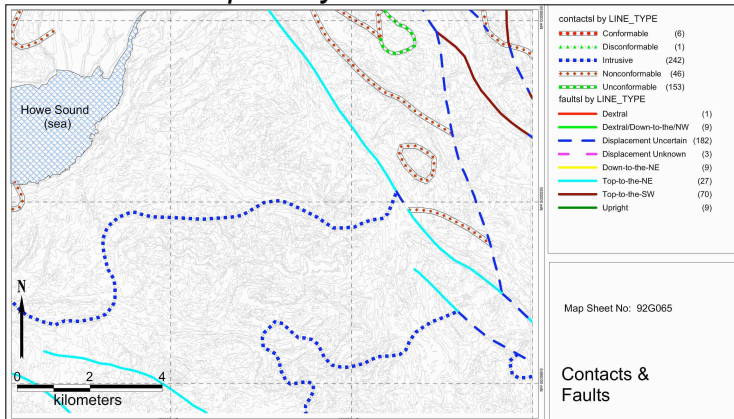 Howe Sound
(sea)
N
0 2 4
kilometers
contactsl by LINE_TYPE
Conformable (6)
Disconformable (1)
Intrusive (242)
Nonconformable (46)
Unconformable (153)
faultsl by LINE_TYPE
Dextral (1)
Dextral/Down-to-the/NW (9)
Displacement Uncertain (182)
Displacement Unknown (3)
Down-to-the-NE (9)
Top-to-the-NE (27)
Top-to-the-SW (70)
Upright (9)
Map Sheet No: 92G065
Contacts &
Faults